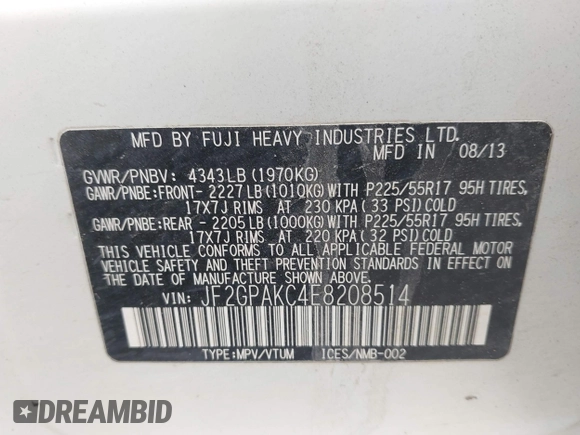 MFD BY FUJI HEAVY INDUSTRIES LTD.
MFD IN 08/13
GVWR/PNBV: 4343LB (1970KG)
GAWR/PNBE:FRONT- 2227LB(1010KG)WITH P225/55R17 95H TIRES,
17X7J RIMS AT 230 KPA(33 PSI)COLD
GAWR/PNBE:REAR - 2205LB(1000KG)WITH P225/55R17 95H TIRES,
17X7J RIMS AT 220 KPA(32 PSI)COLD
THIS VEHICLE CONFORMS TO ALL APPLICABLE FEDERAL MOTOR
VEHICLE SAFETY AND THEFT PREVENTION STANDARDS IN EFFECT ON THE
DATE OF MANUFACTURE SHOWN ABOVE.
VIN: JF2GPAKC4E8208514
TYPE:MPV/VTUM ICES/NMB-002
DREAMBID